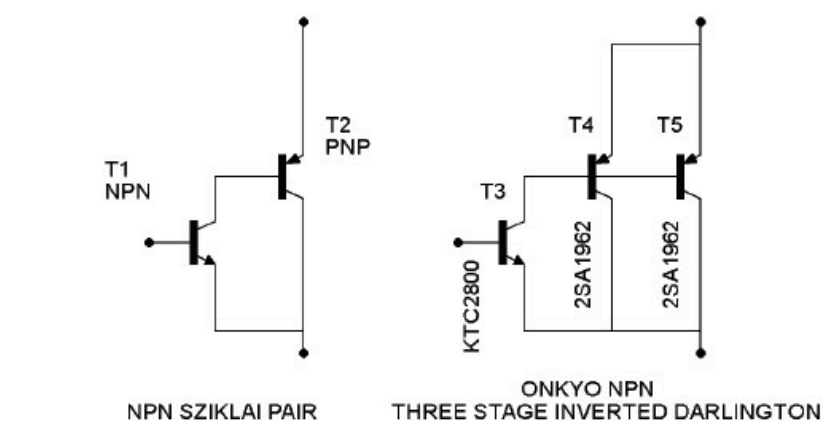 T1
NPN
T2
PNP
NPN SZIKLAI PAIR
T3
KTC2800
T4
2SA1962
T5
2SA1962
ONKYO NPN
THREE STAGE INVERTED DARLINGTON